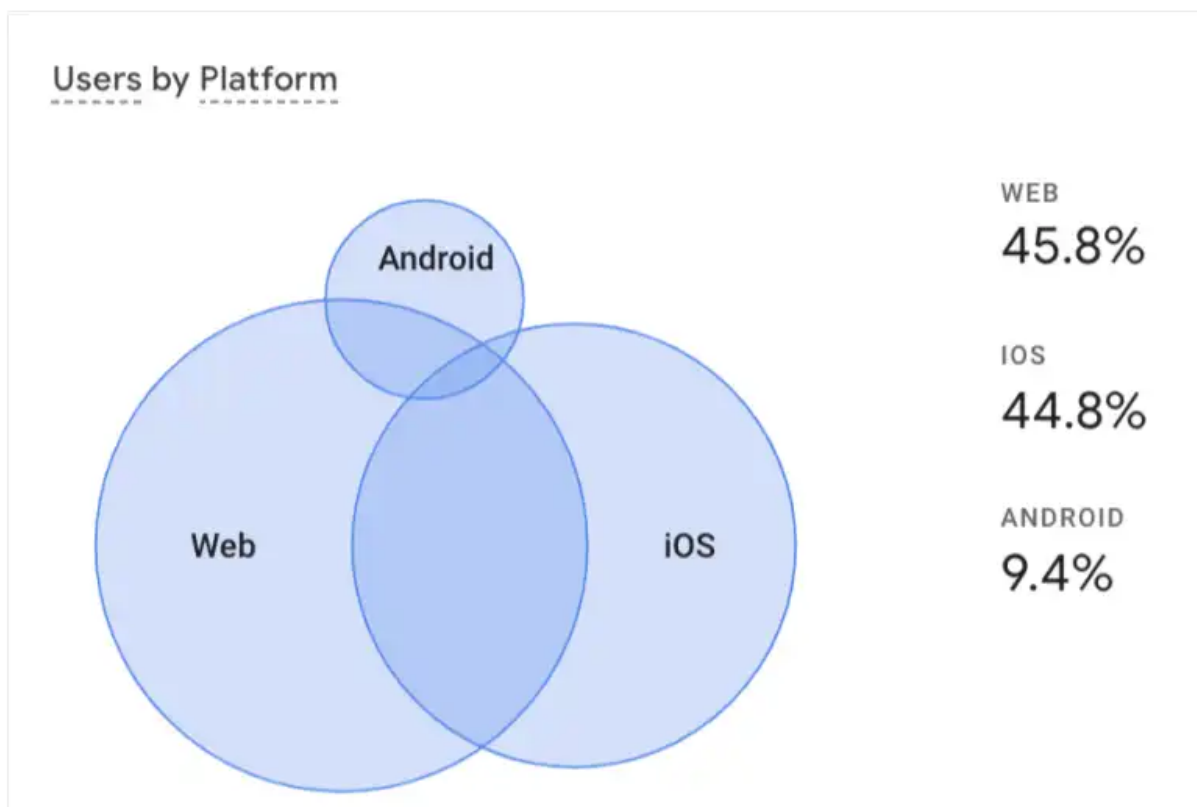 Users by Platform
WEB
45.8%
Android
IOS
44.8%
ANDROID
9.4%
Web
iOS